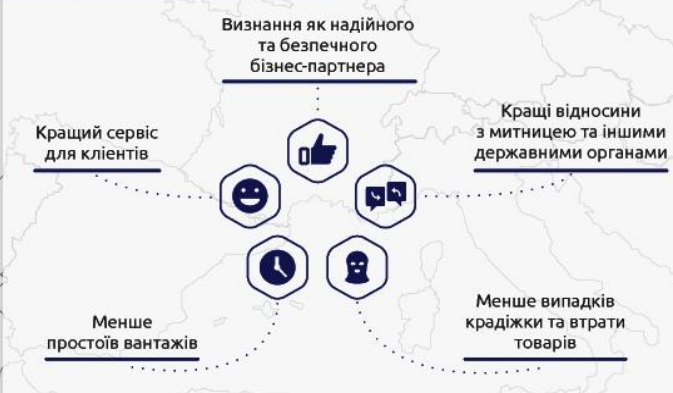 Визнання як надійного
та безпечного
бізнес-партнера
Кращий сервіс
для клієнтів
Кращі відносини
з митницею та іншими
державними органами
Менше
простоїв вантажів
Менше випадків
крадіжки та втрати
товарів